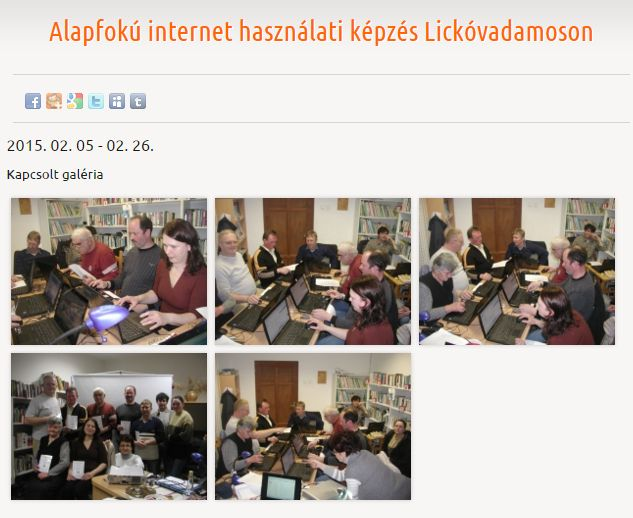 Alapfokú internet használati képzés Lickóvadamoson
2015. 02. 05 - 02. 26.
Kapcsolt galéria